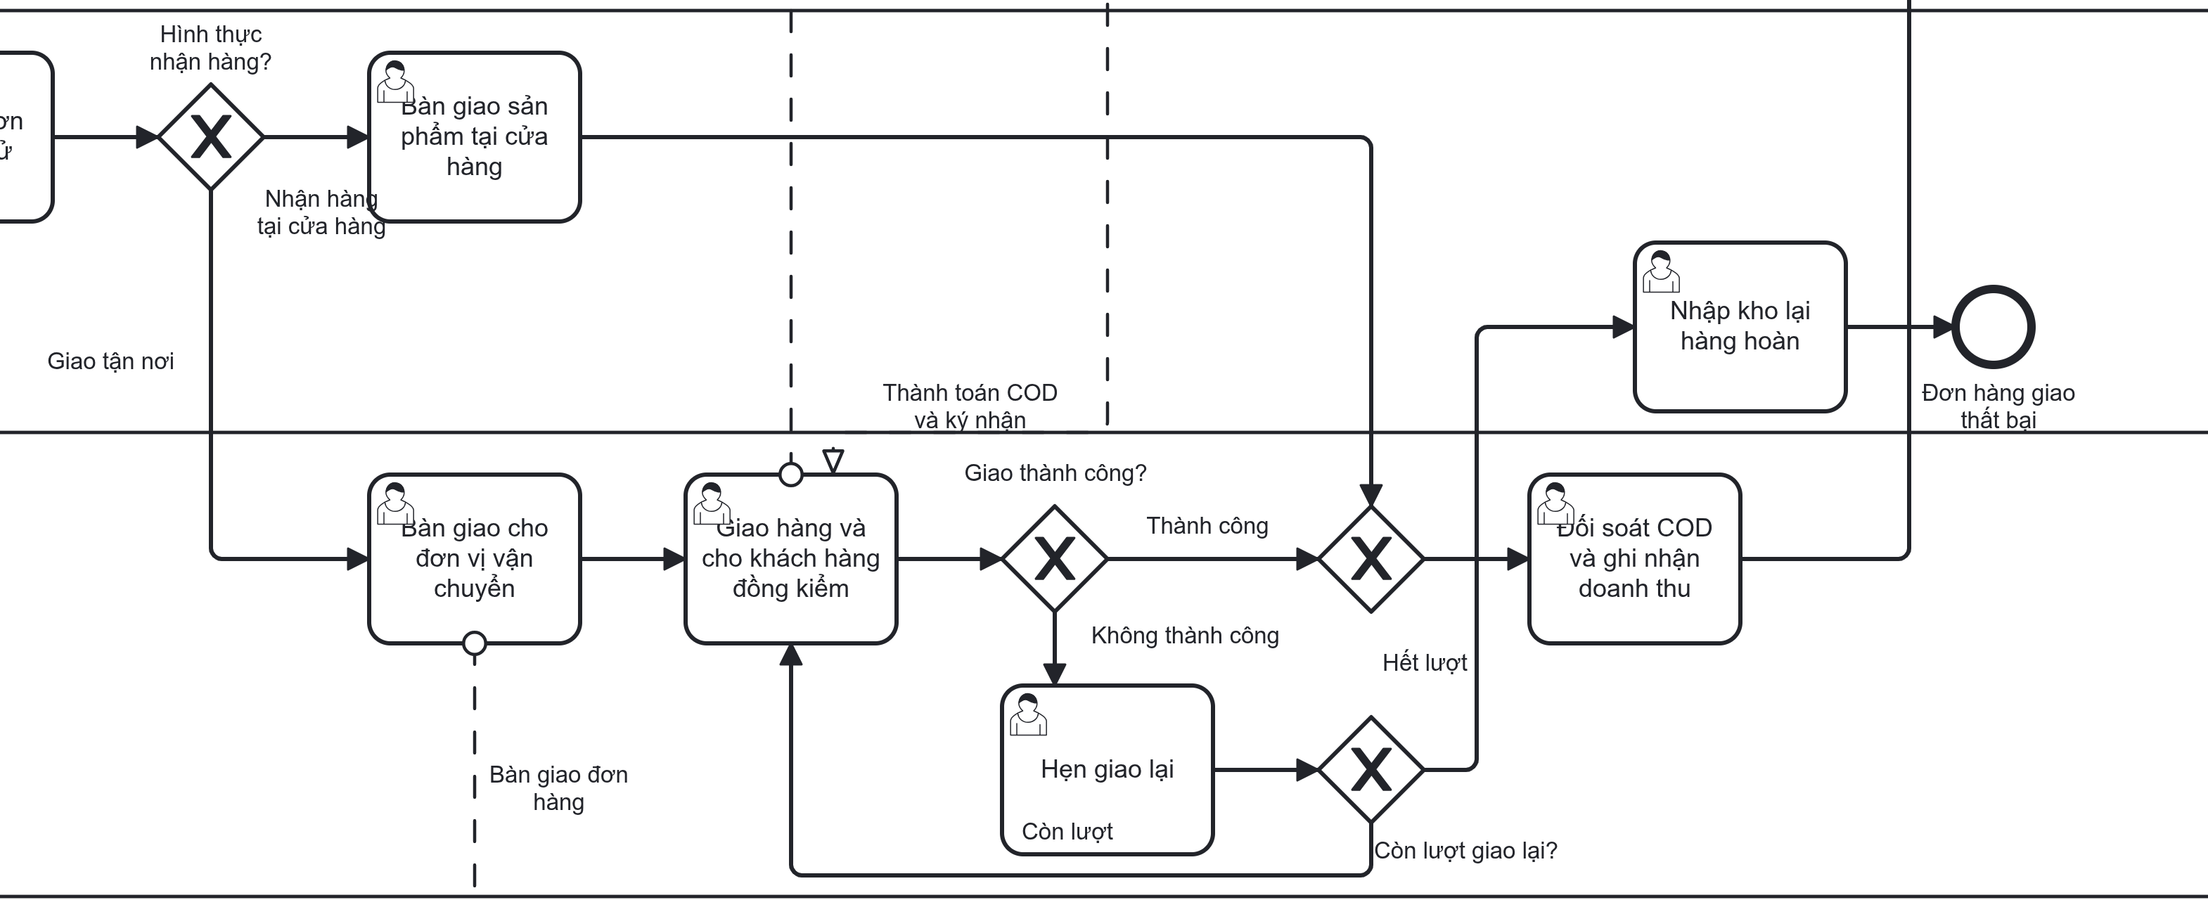 Hình thực
nhận hàng?
ơn
ử
Bàn giao sản
phẩm tại cửa
hàng
Nhận hàng
tại cửa hàng
Giao tận nơi
Nhập kho lại
hàng hoàn
Đơn hàng giao
thất bại
Thành toán COD
và ký nhận
Giao thành công?
Bàn giao cho
đơn vị vận
chuyển
Giao hàng và
cho khách hàng
đồng kiểm
Thành công
Đối soát COD
và ghi nhận
doanh thu
Không thành công
Hết lượt
Bàn giao đơn
hàng
Hẹn giao lại
Còn lượt
Còn lượt giao lại?